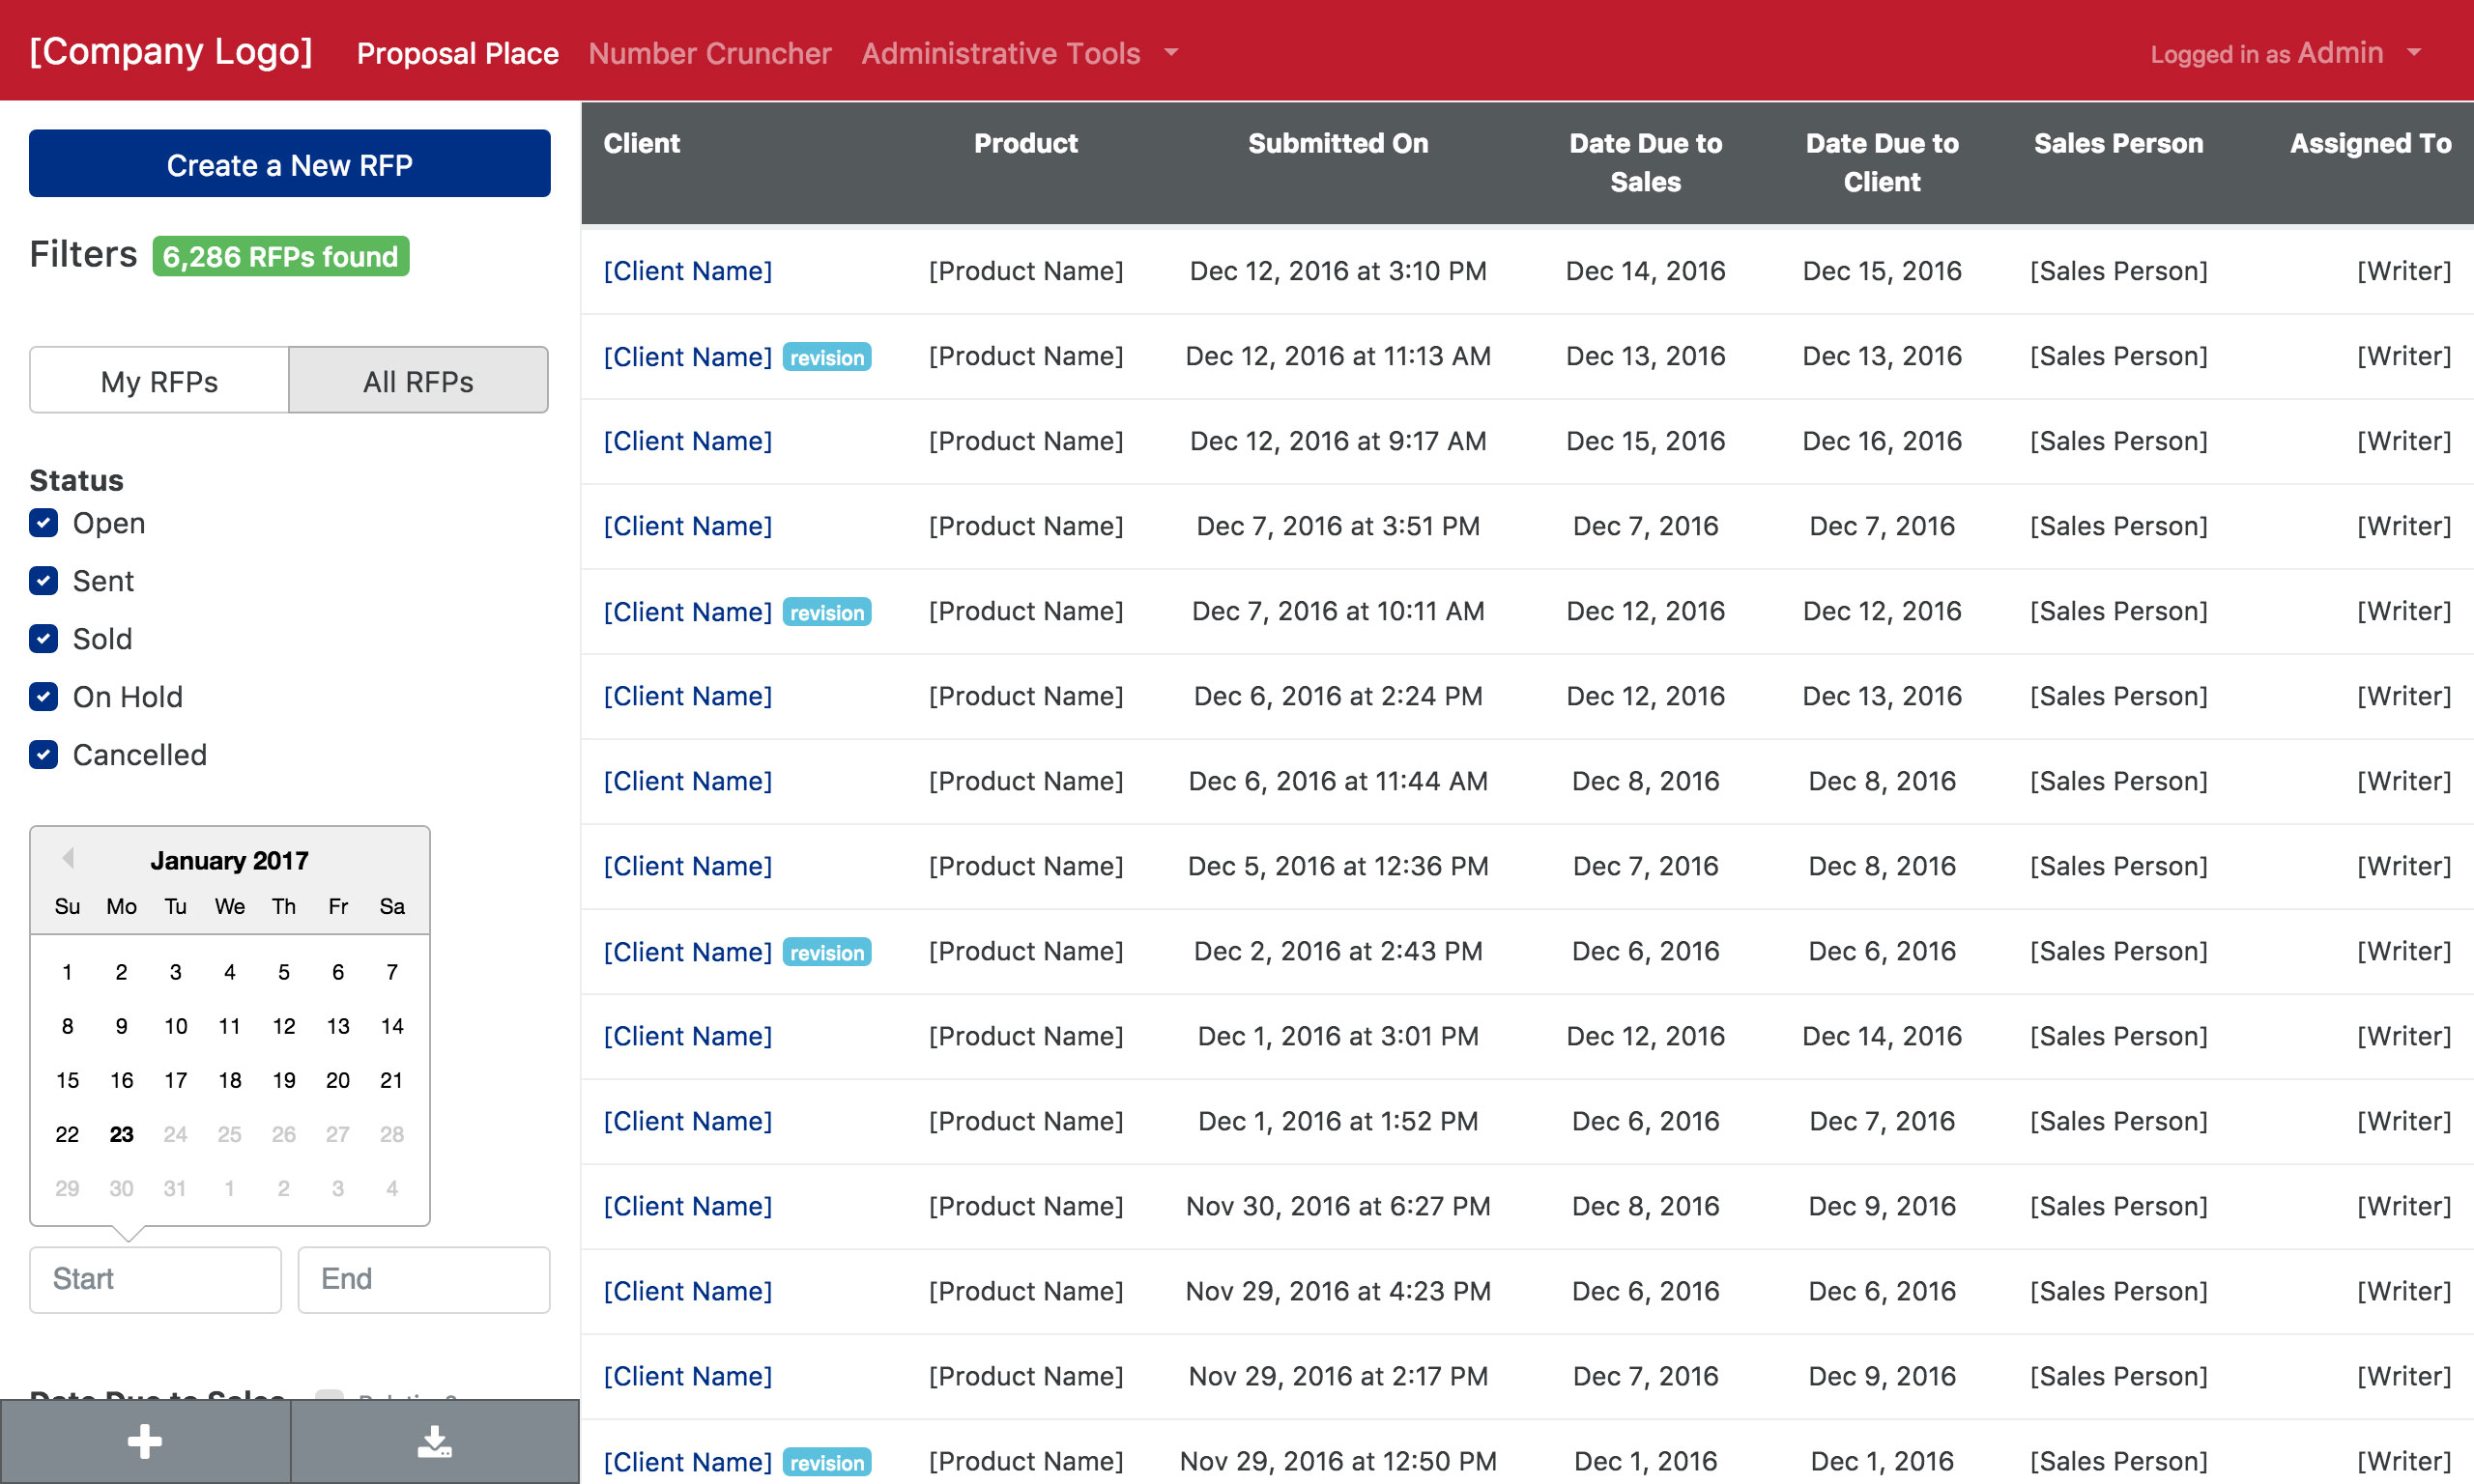 [Company Logo] Proposal Place Number Cruncher Administrative Tools Logged in as Admin
Create a New RFP
Filters 6,286 RFPs found
My RFPs All RFPs
Status
Open
Sent
Sold
On Hold
Cancelled
January 2017
Su Mo Tu We Th Fr Sa
1 2 3 4 5 6 7
8 9 10 11 12 13 14
15 16 17 18 19 20 21
22 23 24 25 26 27 28
29 30 31 1 2 3 4
Start End
Date Due to Sales
Client Product Submitted On Date Due to Sales Date Due to Client Sales Person Assigned To
[Client Name] [Product Name] Dec 12, 2016 at 3:10 PM Dec 14, 2016 Dec 15, 2016 [Sales Person] [Writer]
[Client Name] revision [Product Name] Dec 12, 2016 at 11:13 AM Dec 13, 2016 Dec 13, 2016 [Sales Person] [Writer]
[Client Name] [Product Name] Dec 12, 2016 at 9:17 AM Dec 15, 2016 Dec 16, 2016 [Sales Person] [Writer]
[Client Name] [Product Name] Dec 7, 2016 at 3:51 PM Dec 7, 2016 Dec 7, 2016 [Sales Person] [Writer]
[Client Name] revision [Product Name] Dec 7, 2016 at 10:11 AM Dec 12, 2016 Dec 12, 2016 [Sales Person] [Writer]
[Client Name] [Product Name] Dec 6, 2016 at 2:24 PM Dec 12, 2016 Dec 13, 2016 [Sales Person] [Writer]
[Client Name] [Product Name] Dec 6, 2016 at 11:44 AM Dec 8, 2016 Dec 8, 2016 [Sales Person] [Writer]
[Client Name] [Product Name] Dec 5, 2016 at 12:36 PM Dec 7, 2016 Dec 8, 2016 [Sales Person] [Writer]
[Client Name] revision [Product Name] Dec 2, 2016 at 2:43 PM Dec 6, 2016 Dec 6, 2016 [Sales Person] [Writer]
[Client Name] [Product Name] Dec 1, 2016 at 3:01 PM Dec 12, 2016 Dec 14, 2016 [Sales Person] [Writer]
[Client Name] [Product Name] Dec 1, 2016 at 1:52 PM Dec 6, 2016 Dec 7, 2016 [Sales Person] [Writer]
[Client Name] [Product Name] Nov 30, 2016 at 6:27 PM Dec 8, 2016 Dec 9, 2016 [Sales Person] [Writer]
[Client Name] [Product Name] Nov 29, 2016 at 4:23 PM Dec 6, 2016 Dec 6, 2016 [Sales Person] [Writer]
[Client Name] [Product Name] Nov 29, 2016 at 2:17 PM Dec 7, 2016 Dec 9, 2016 [Sales Person] [Writer]
[Client Name] revision [Product Name] Nov 29, 2016 at 12:50 PM Dec 1, 2016 Dec 1, 2016 [Sales Person] [Writer]